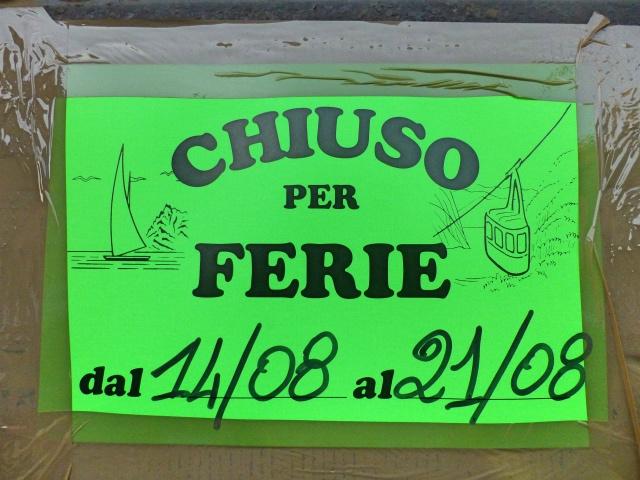 CHIUSO
PER
FERIE
dal 14/08 al 21/08